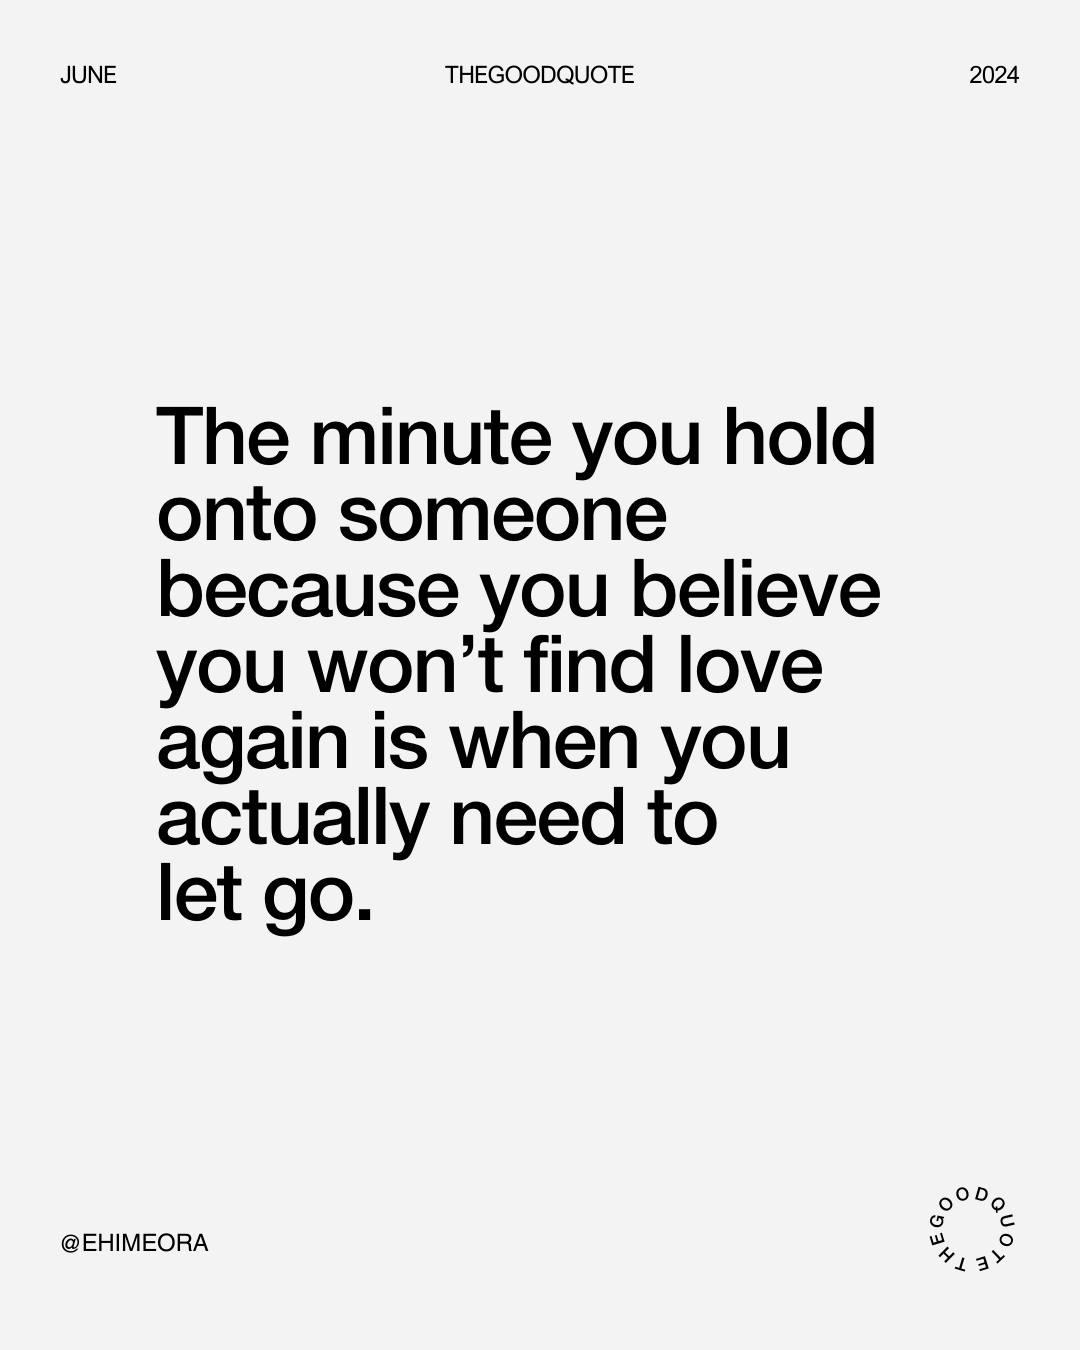 JUNE THEGOODQUOTE 2024
The minute you hold
onto someone
because you believe
you won’t find love
again is when you
actually need to
let go.
@EHIMEORA
THEGOODQUOTE